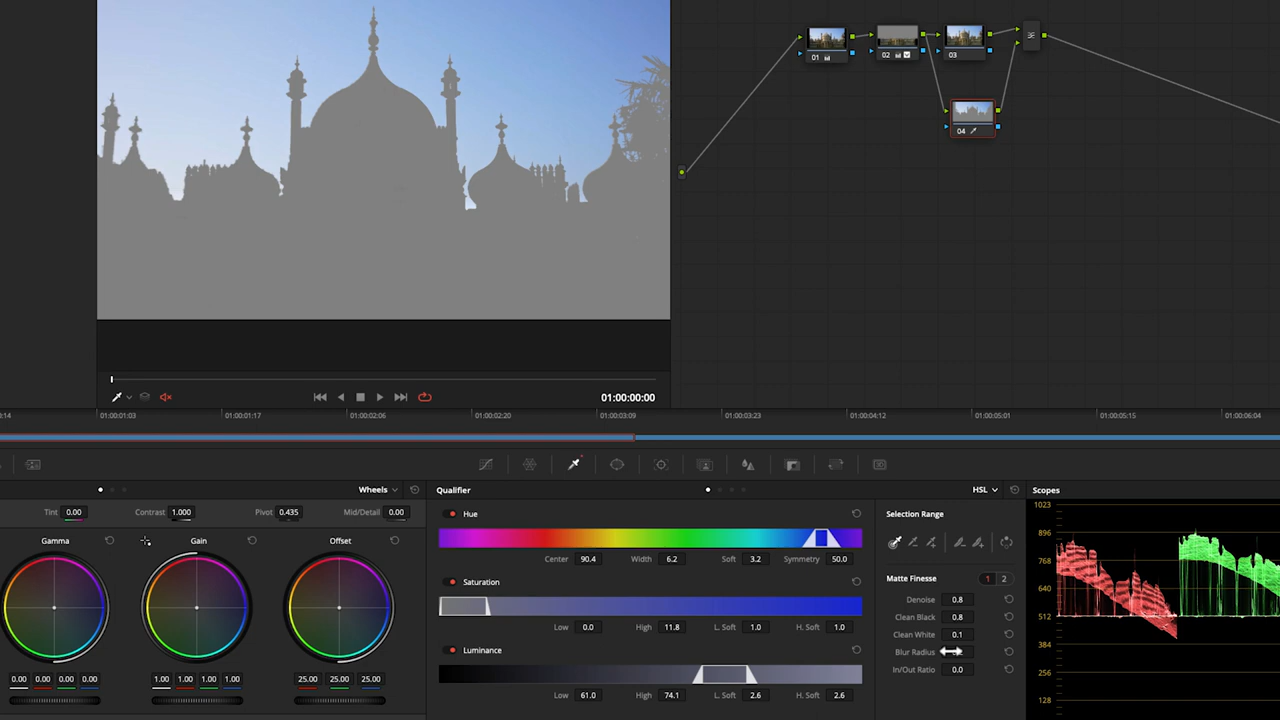 01
02
03
04
01:00:00:00
0:14
01:00:01:03
01:00:01:17
01:00:02:06
01:00:02:20
01:00:03:09
01:00:03:23
01:00:04:12
01:00:05:01
01:00:05:15
01:00:06:04
Wheels
Qualifier
HSL
Scopes
Tint 0.00 Contrast 1.000 Pivot 0.435 Mid/Detail 0.00
Gamma Gain Offset
0.00 0.00 0.00 0.00 1.00 1.00 1.00 1.00 25.00 25.00 25.00
Hue
Center 90.4 Width 6.2 Soft 3.2 Symmetry 50.0
Saturation
Low 0.0 High 11.8 L. Soft 1.0 H. Soft 1.0
Luminance
Low 61.0 High 74.1 L. Soft 2.6 H. Soft 2.6
Selection Range
Matte Finesse 1 2
Denoise 0.8
Clean Black 0.8
Clean White 0.1
Blur Radius
In/Out Ratio 0.0
1023
896
768
640
512
384
256
128